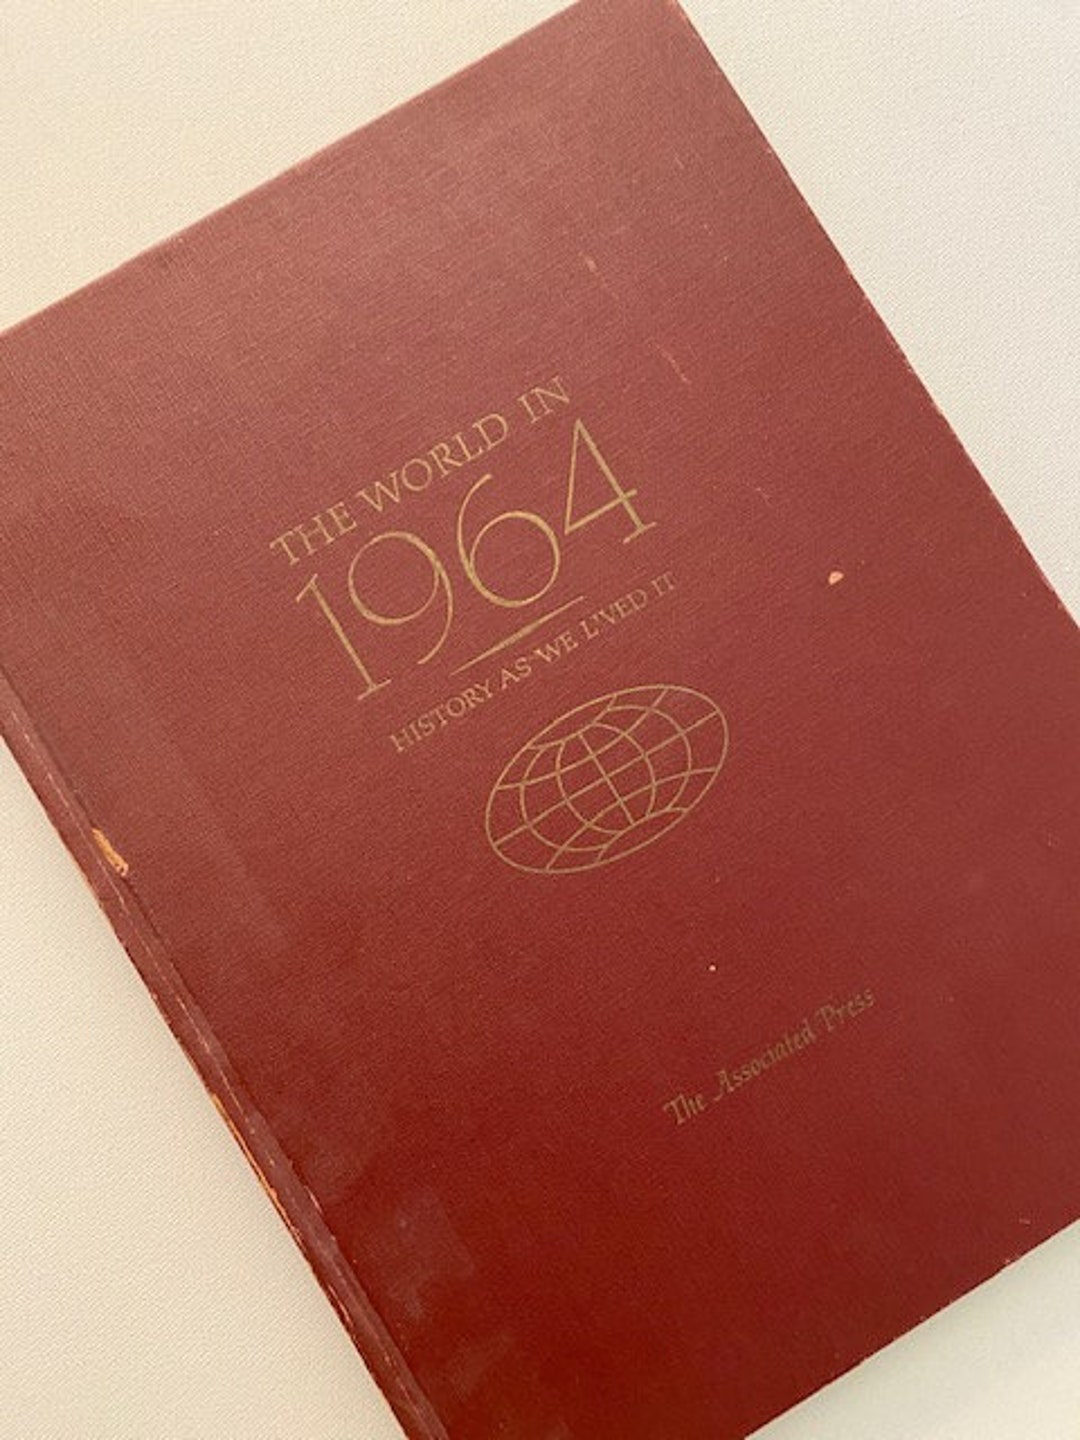 THE WORLD IN
1964
HISTORY AS WE LIVED IT
The Associated Press